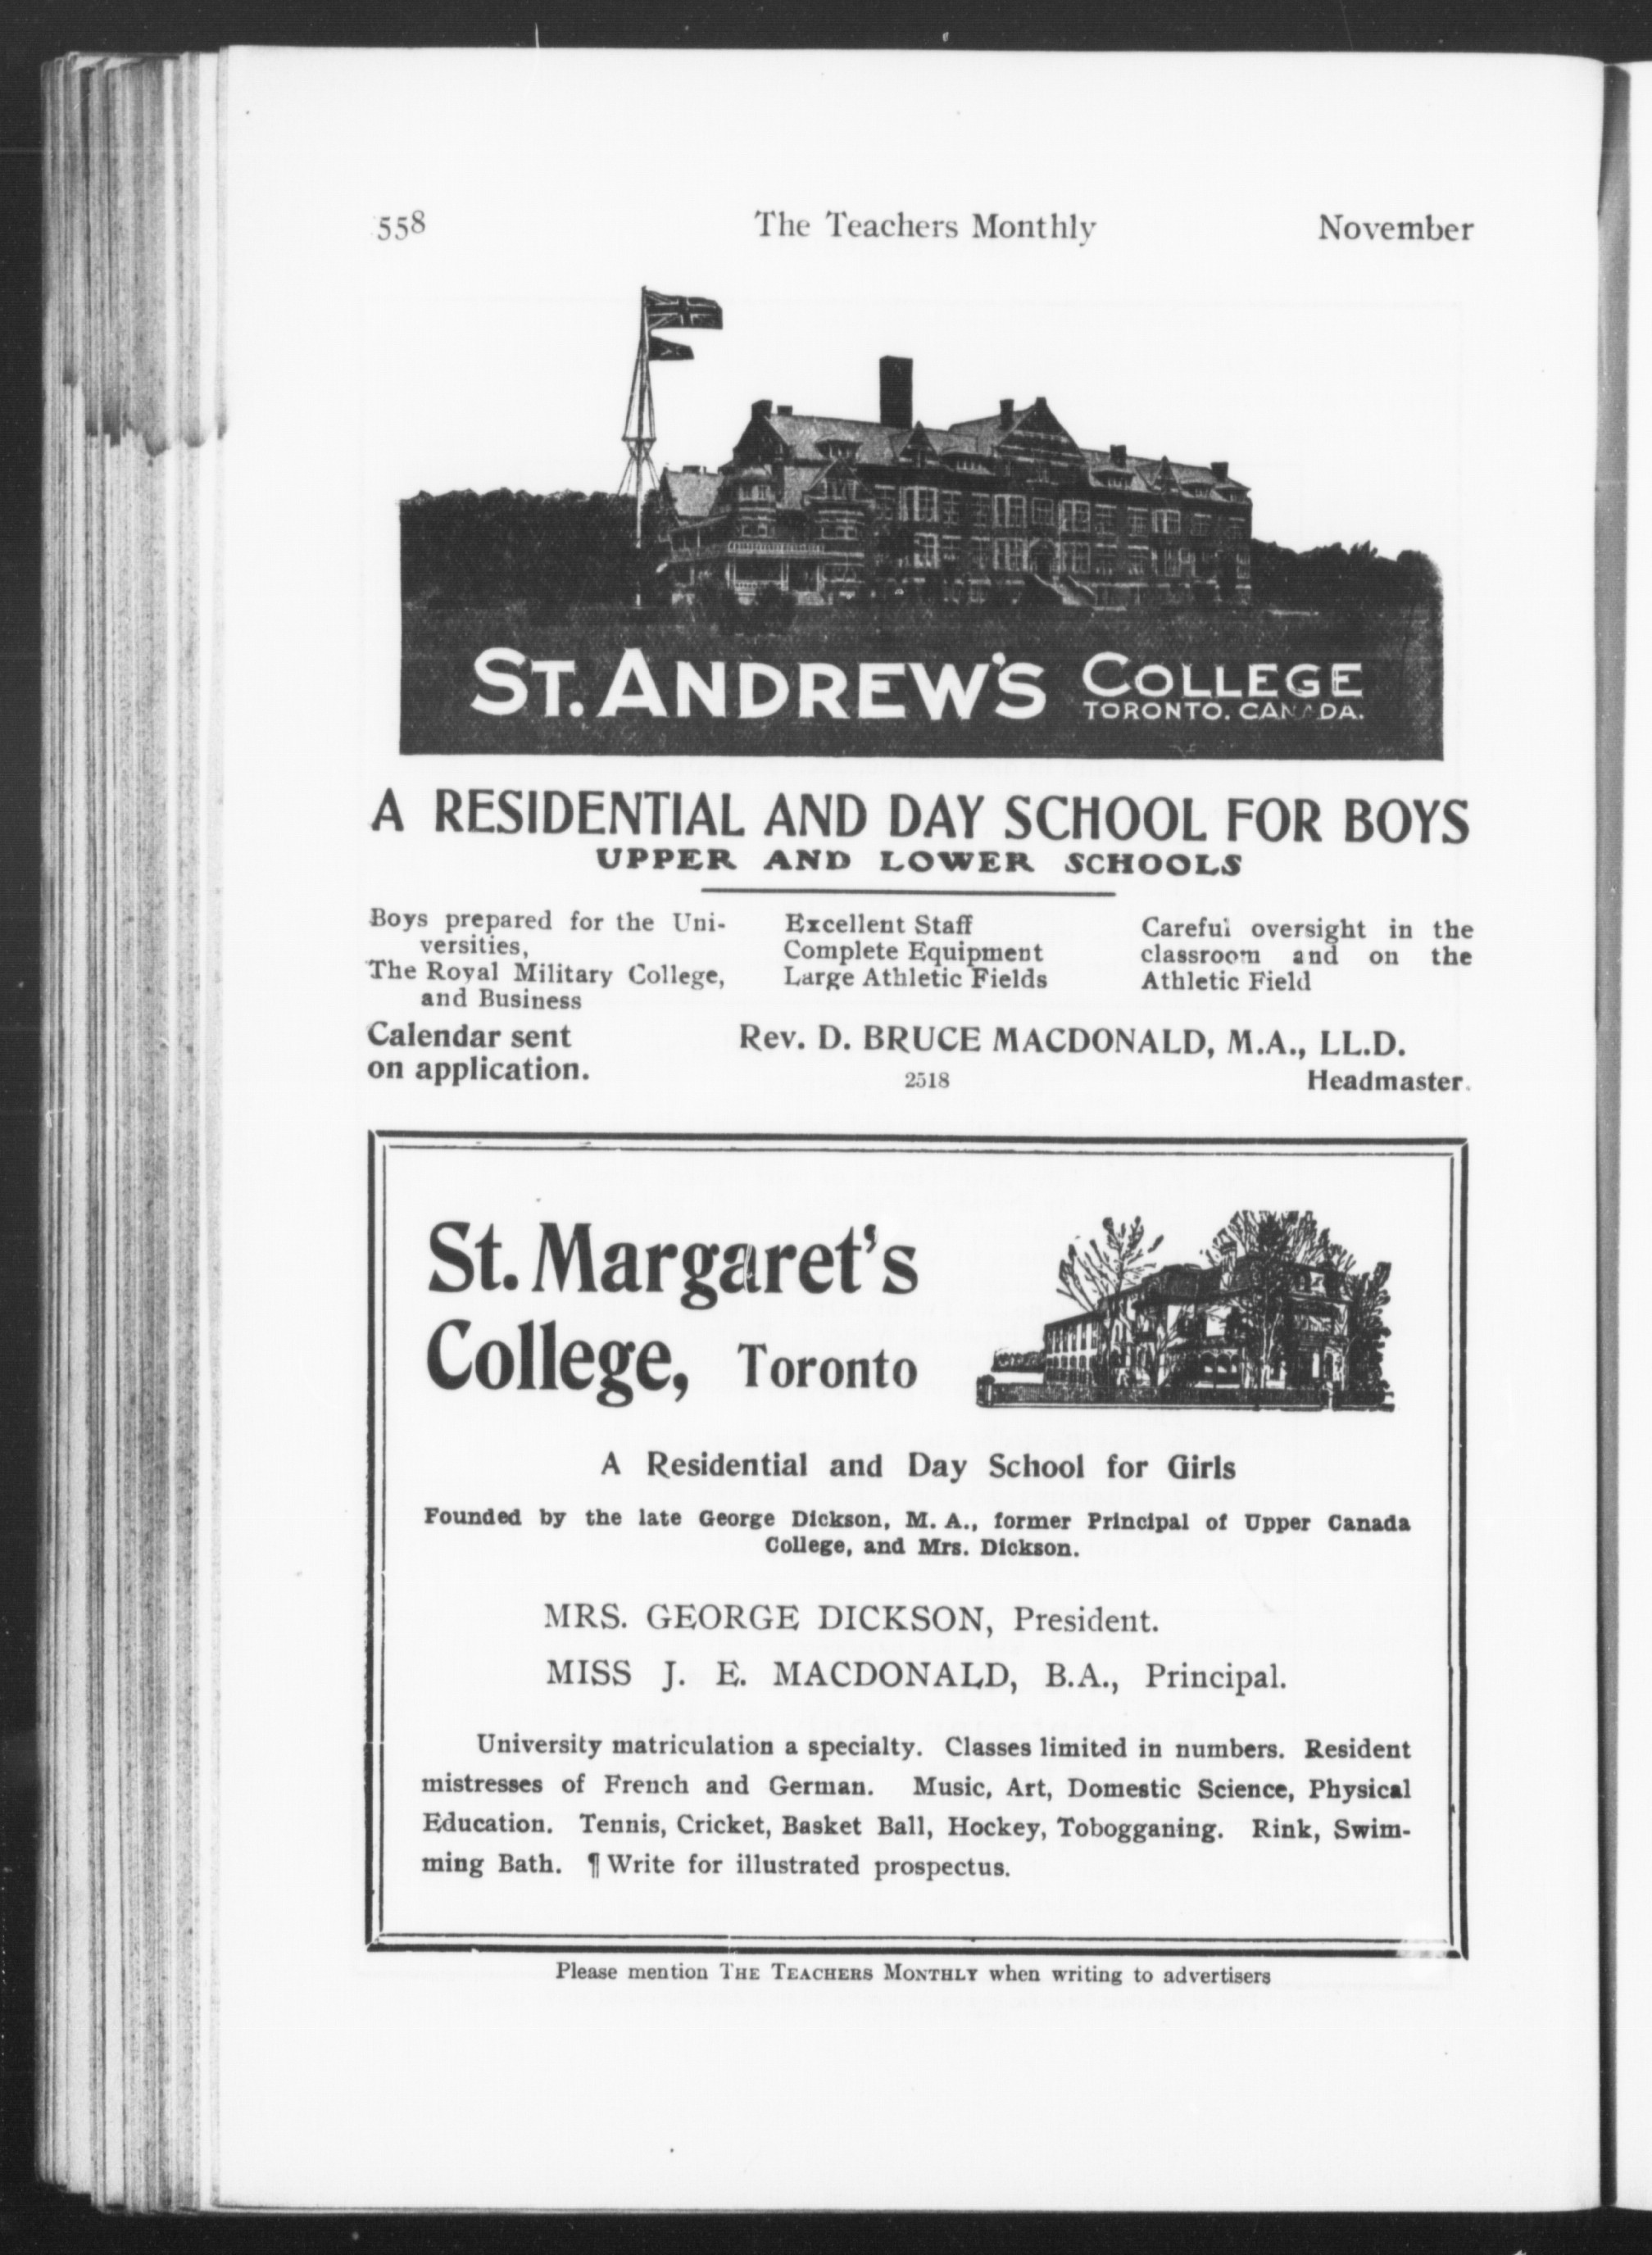 558 The Teachers Monthly November
ST. ANDREW'S COLLEGE
TORONTO. CANADA.
A RESIDENTIAL AND DAY SCHOOL FOR BOYS
UPPER AND LOWER SCHOOLS
Boys prepared for the Uni-
versities,
The Royal Military College,
and Business
Excellent Staff
Complete Equipment
Large Athletic Fields
Careful oversight in the
classroom and on the
Athletic Field
Calendar sent
on application.
Rev. D. BRUCE MACDONALD, M.A., LL.D.
2518 Headmaster.
St. Margaret's
College, Toronto
A Residential and Day School for Girls
Founded by the late George Dickson, M. A., former Principal of Upper Canada
College, and Mrs. Dickson.
MRS. GEORGE DICKSON, President.
MISS J. E. MACDONALD, B.A., Principal.
University matriculation a specialty. Classes limited in numbers. Resident
mistresses of French and German. Music, Art, Domestic Science, Physical
Education. Tennis, Cricket, Basket Ball, Hockey, Tobogganing. Rink, Swim-
ming Bath. ¶ Write for illustrated prospectus.
Please mention THE TEACHERS MONTHLY when writing to advertisers